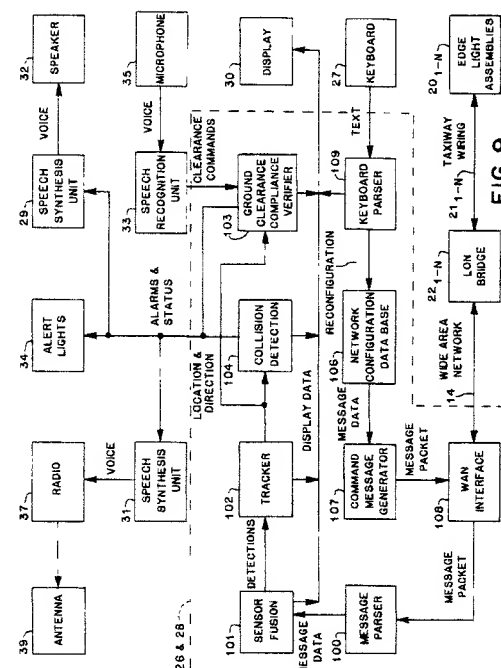 39
ANTENNA
37
RADIO
34
ALERT
LIGHTS
29
SPEECH
SYNTHESIS
UNIT
VOICE
32
SPEAKER
VOICE
31
SPEECH
SYNTHESIS
UNIT
ALARMS &
STATUS
33
SPEECH
RECOGNITION
UNIT
VOICE
35
MICROPHONE
26 & 28
LOCATION &
DIRECTION
CLEARANCE
COMMANDS
101
SENSOR
FUSION
DETECTIONS
102
TRACKER
104
COLLISION
DETECTION
103
GROUND
CLEARANCE
COMPLIANCE
VERIFIER
30
DISPLAY
DISPLAY DATA
MESSAGE
DATA
RECONFIGURATION
100
MESSAGE
PARSER
107
COMMAND
MESSAGE
GENERATOR
MESSAGE
DATA
106
NETWORK
CONFIGURATION
DATA BASE
109
KEYBOARD
PARSER
TEXT
27
KEYBOARD
MESSAGE
PACKET
MESSAGE
PACKET
108
WAN
INTERFACE
WIDE AREA
NETWORK
14
22 1-N
LON
BRIDGE
TAXIWAY
WIRING
21 1-N
20 1-N
EDGE
LIGHT
ASSEMBLIES
FIG. 9